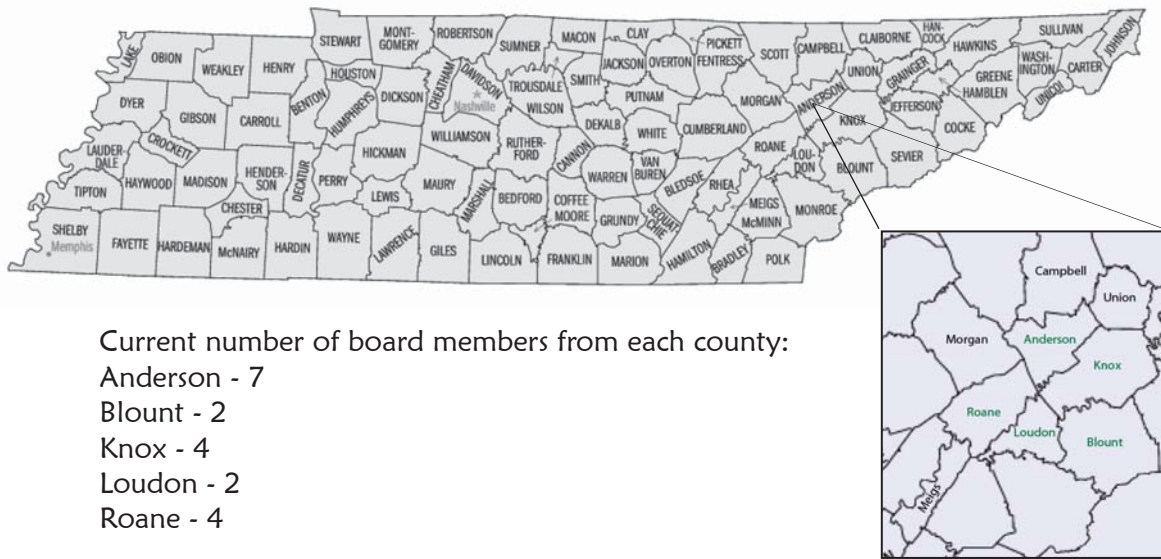 LAKE
OBION
WEAKLEY
HENRY
STEWART
MONT-
GOMERY
ROBERTSON
SUMNER
MACON
CLAY
PICKETT
FENTRESS
SCOTT
CAMPBELL
CLAIBORNE
HAN-
COCK
HAWKINS
SULLIVAN
JOHNSON
HOUSTON
BENTON
HUMPHREYS
DICKSON
CHEATHAM
DAVIDSON
Nashville
TROUSDALE
WILSON
SMITH
JACKSON
OVERTON
PUTNAM
MORGAN
ANDERSON
UNION
GRAINGER
HAMBLEN
GREENE
WASH-
INGTON
UNICOI
CARTER
DYER
GIBSON
CARROLL
CROCKETT
WILLIAMSON
RUTHER-
FORD
CANNON
DEKALB
WHITE
CUMBERLAND
ROANE
LOU-
DON
KNOX
JEFFERSON
COCKE
SEVIER
BLOUNT
LAUDER-
DALE
TIPTON
HAYWOOD
MADISON
HENDER-
SON
CHESTER
DECATUR
PERRY
HICKMAN
LEWIS
MAURY
MARSHALL
BEDFORD
COFFEE
MOORE
WARREN
VAN
BUREN
BLEDSOE
RHEA
MEIGS
McMINN
MONROE
SHELBY
Memphis
FAYETTE
HARDEMAN
McNAIRY
HARDIN
WAYNE
LAWRENCE
GILES
LINCOLN
FRANKLIN
GRUNDY
MARION
SEQUAT-
CHIE
HAMILTON
BRADLEY
POLK
Current number of board members from each county:
Anderson - 7
Blount - 2
Knox - 4
Loudon - 2
Roane - 4
Campbell
Union
Morgan
Anderson
Knox
Roane
Loudon
Blount
Meigs